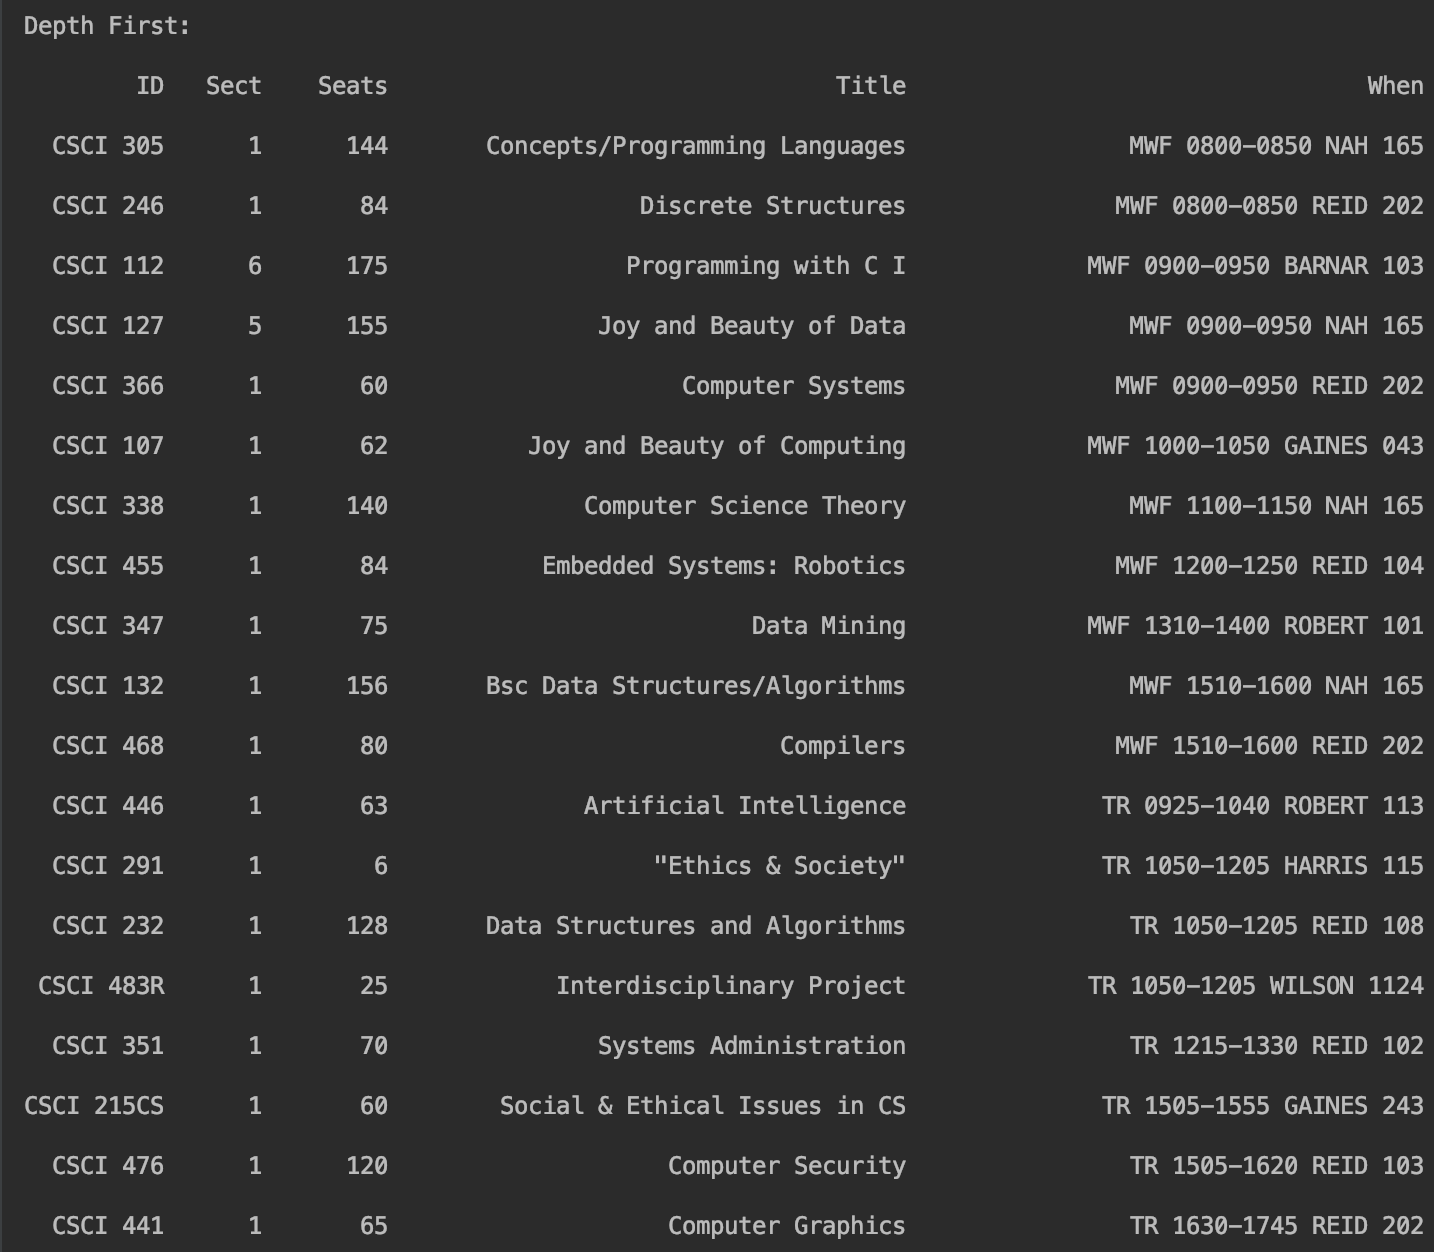 Depth First:
ID Sect Seats Title When
CSCI 305 1 144 Concepts/Programming Languages MWF 0800-0850 NAH 165
CSCI 246 1 84 Discrete Structures MWF 0800-0850 REID 202
CSCI 112 6 175 Programming with C I MWF 0900-0950 BARNAR 103
CSCI 127 5 155 Joy and Beauty of Data MWF 0900-0950 NAH 165
CSCI 366 1 60 Computer Systems MWF 0900-0950 REID 202
CSCI 107 1 62 Joy and Beauty of Computing MWF 1000-1050 GAINES 043
CSCI 338 1 140 Computer Science Theory MWF 1100-1150 NAH 165
CSCI 455 1 84 Embedded Systems: Robotics MWF 1200-1250 REID 104
CSCI 347 1 75 Data Mining MWF 1310-1400 ROBERT 101
CSCI 132 1 156 Bsc Data Structures/Algorithms MWF 1510-1600 NAH 165
CSCI 468 1 80 Compilers MWF 1510-1600 REID 202
CSCI 446 1 63 Artificial Intelligence TR 0925-1040 ROBERT 113
CSCI 291 1 6 "Ethics & Society" TR 1050-1205 HARRIS 115
CSCI 232 1 128 Data Structures and Algorithms TR 1050-1205 REID 108
CSCI 483R 1 25 Interdisciplinary Project TR 1050-1205 WILSON 1124
CSCI 351 1 70 Systems Administration TR 1215-1330 REID 102
CSCI 215CS 1 60 Social & Ethical Issues in CS TR 1505-1555 GAINES 243
CSCI 476 1 120 Computer Security TR 1505-1620 REID 103
CSCI 441 1 65 Computer Graphics TR 1630-1745 REID 202